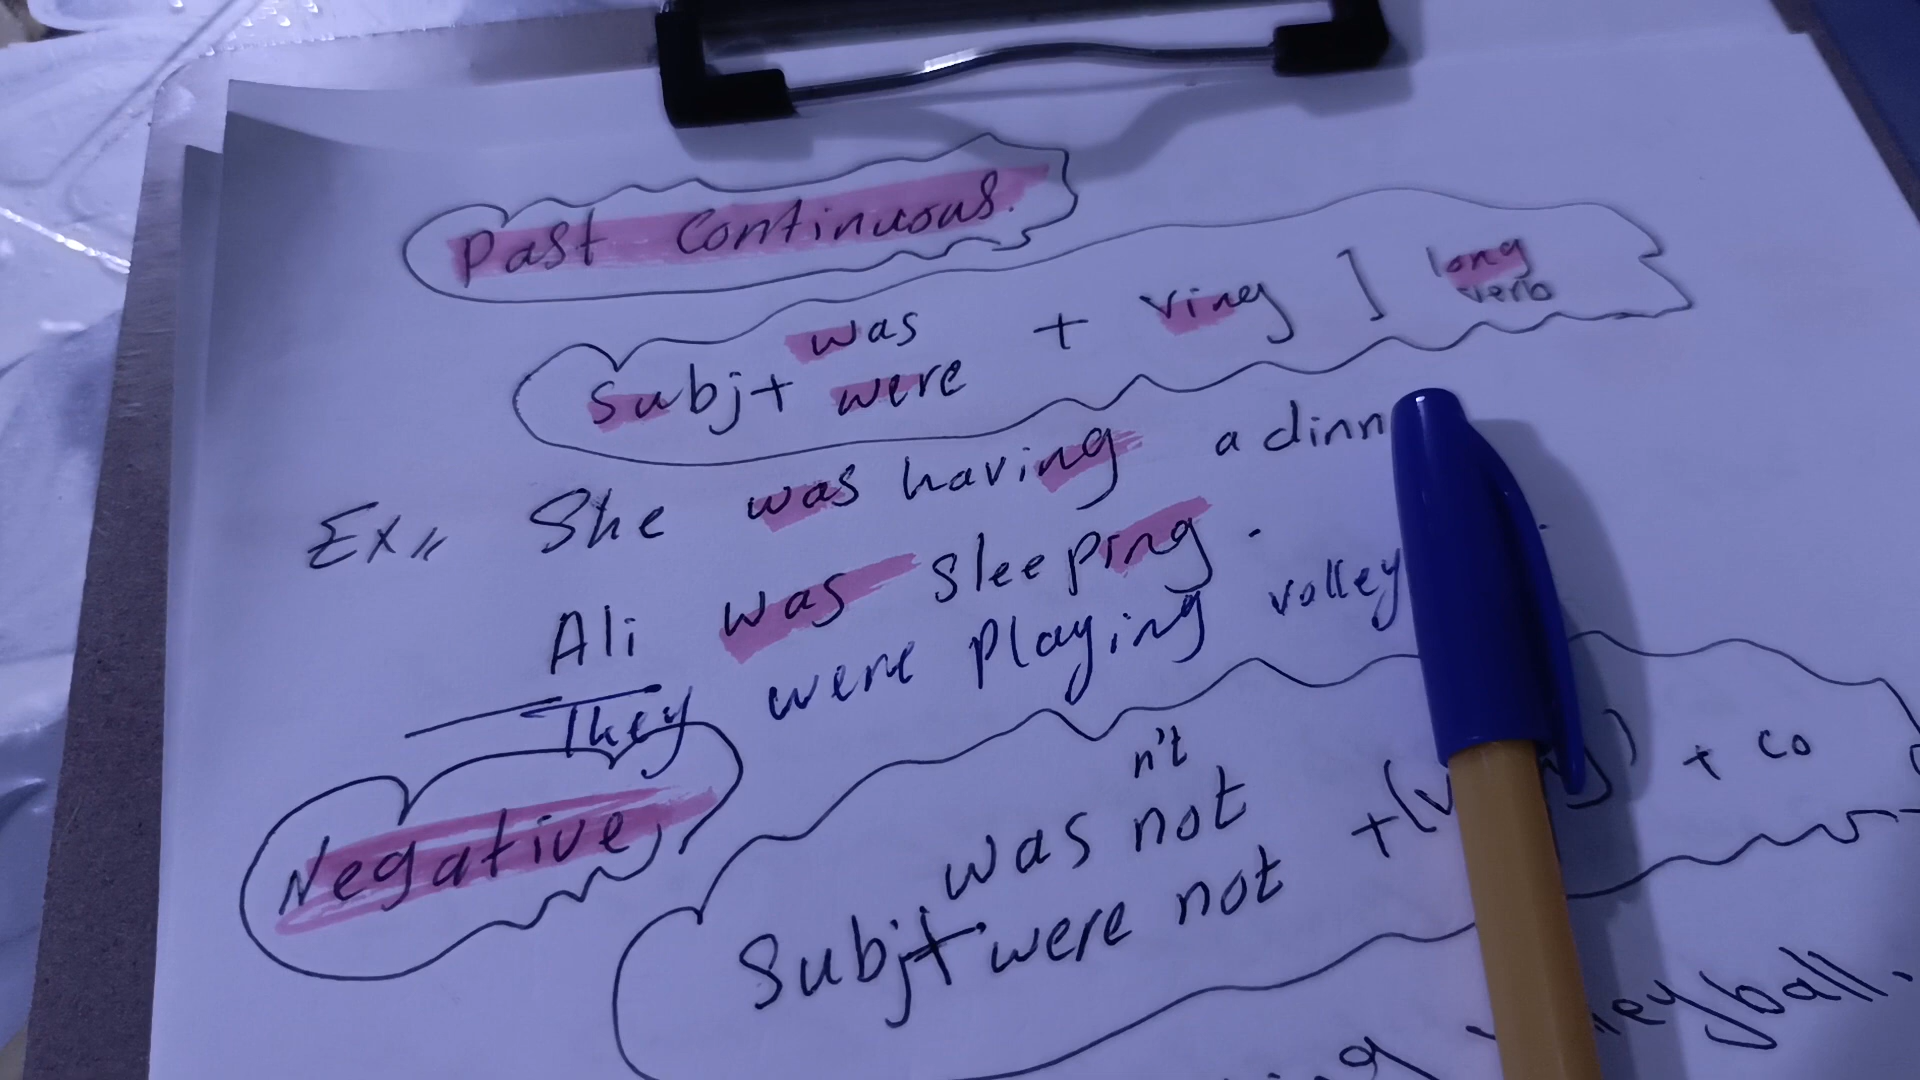 Past Continuous.
Subj+ was were + Ving ] long verb
Ex,, She was having a dinn
Ali was sleeping.
They were playing volley
Negative
n't
Subj+ was not were not +(v ) + co
leyball.